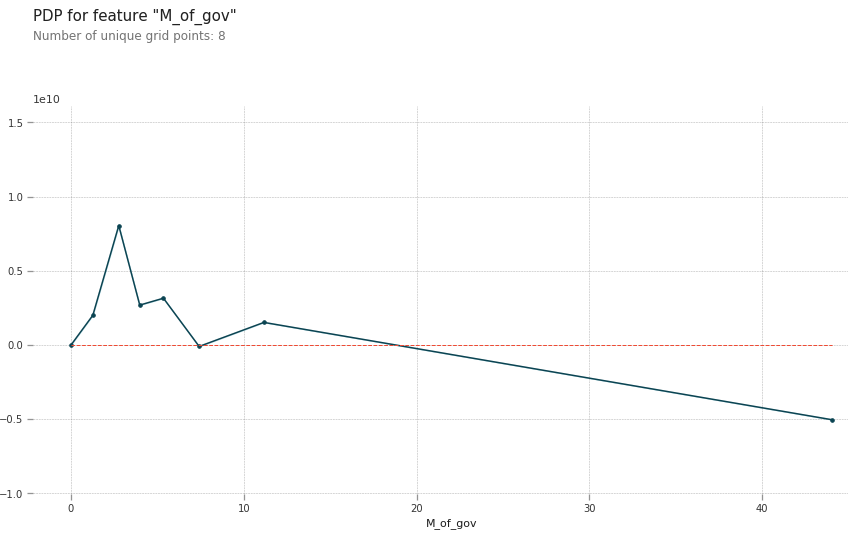 PDP for feature "M_of_gov"
Number of unique grid points: 8
1e10
1.5
1.0
0.5
0.0
−0.5
−1.0
0 10 20 30 40
M_of_gov